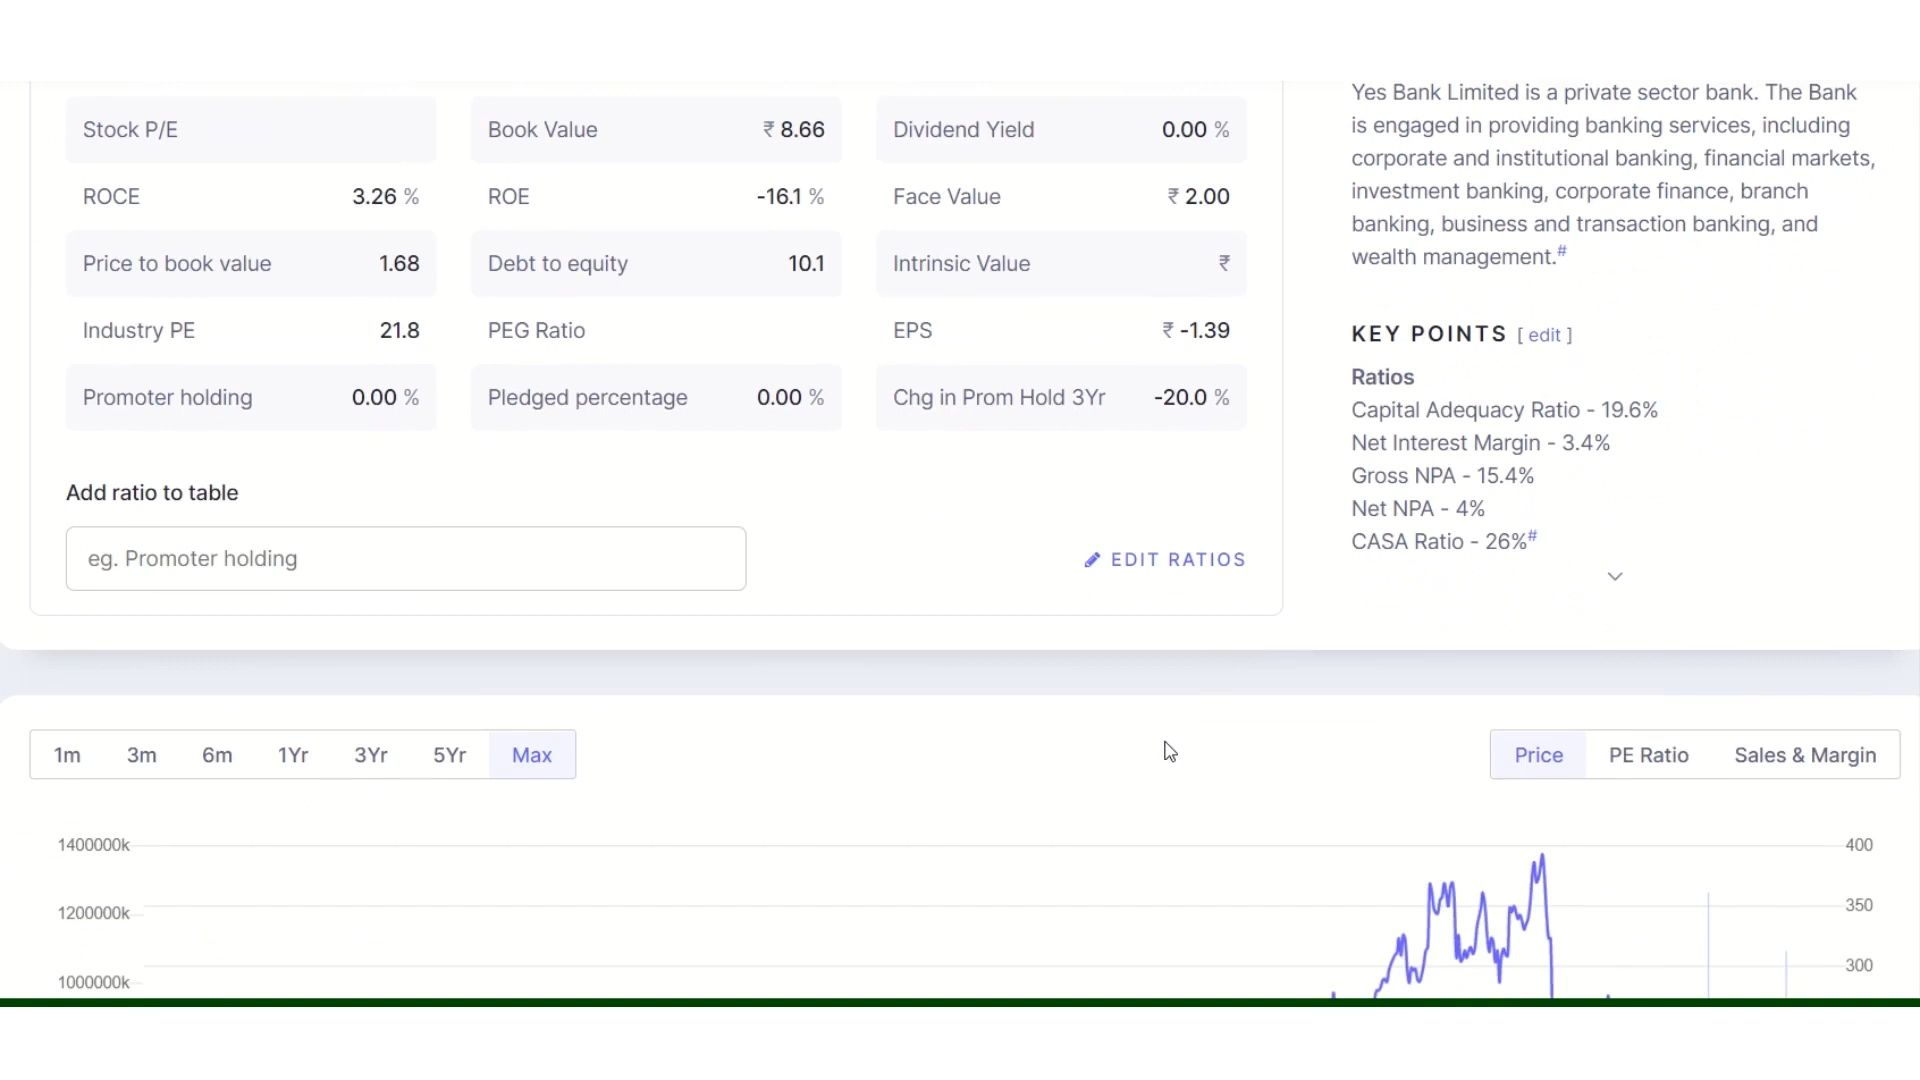 Stock P/E
Book Value ₹ 8.66
Dividend Yield 0.00 %
ROCE 3.26 %
ROE -16.1 %
Face Value ₹ 2.00
Price to book value 1.68
Debt to equity 10.1
Intrinsic Value ₹
Industry PE 21.8
PEG Ratio
EPS ₹ -1.39
Promoter holding 0.00 %
Pledged percentage 0.00 %
Chg in Prom Hold 3Yr -20.0 %
Add ratio to table
eg. Promoter holding
EDIT RATIOS
Yes Bank Limited is a private sector bank. The Bank
is engaged in providing banking services, including
corporate and institutional banking, financial markets,
investment banking, corporate finance, branch
banking, business and transaction banking, and
wealth management.#
KEY POINTS [ edit ]
Ratios
Capital Adequacy Ratio - 19.6%
Net Interest Margin - 3.4%
Gross NPA - 15.4%
Net NPA - 4%
CASA Ratio - 26%#
1m 3m 6m 1Yr 3Yr 5Yr Max
Price PE Ratio Sales & Margin
1400000k
1200000k
1000000k
400
350
300